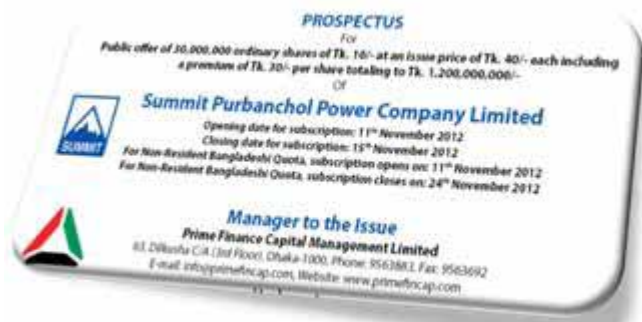 PROSPECTUS
For
Public offer of 30,000,000 ordinary shares of Tk. 10/- at an issue price of Tk. 40/- each including
a premium of Tk. 30/- per share totaling to Tk. 1,200,000,000/-
Of
Summit Purbanchol Power Company Limited
SUMMIT
Opening date for subscription: 11th November 2012
Closing date for subscription: 15th November 2012
For Non-Resident Bangladeshi Quota, subscription opens on: 11th November 2012
For Non-Resident Bangladeshi Quota, subscription closes on: 24th November 2012
Manager to the Issue
Prime Finance Capital Management Limited
63, Dilkusha C/A (3rd Floor), Dhaka-1000, Phone: 9563883, Fax: 9563692
E-mail: info@primefincap.com, Website: www.primefincap.com